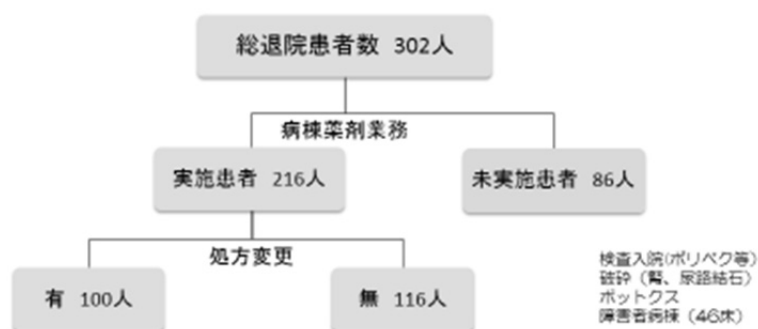 総退院患者数 302人
病棟薬剤業務
実施患者 216人
未実施患者 86人
処方変更
有 100人
無 116人
検査入院(ポリペク等)
破砕(腎、尿路結石)
ボットクス
障害者病棟(46床)